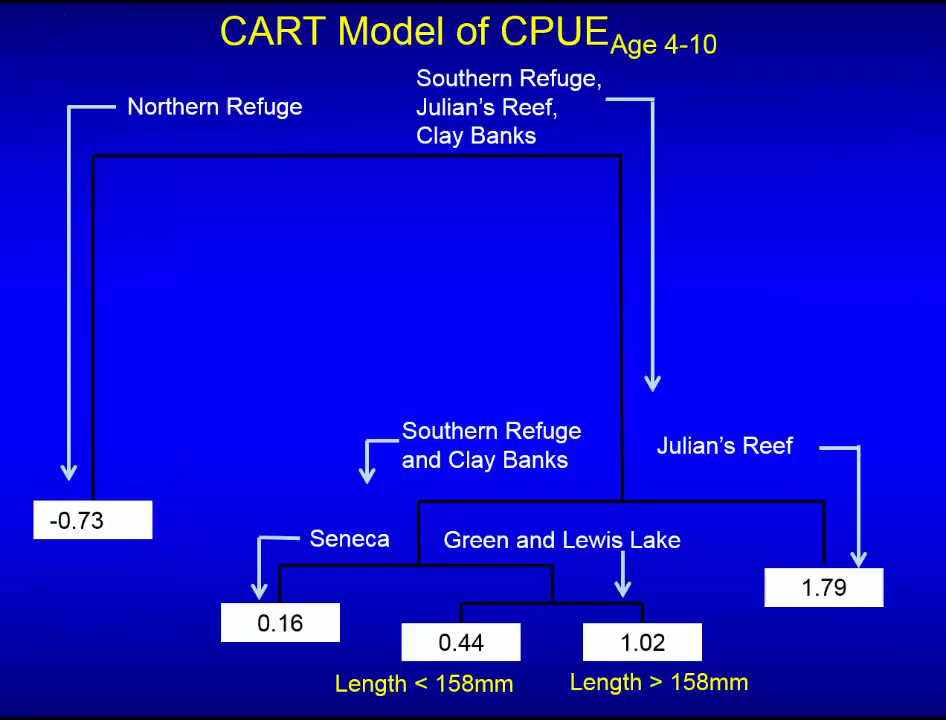 CART Model of CPUE Age 4-10
Northern Refuge
Southern Refuge,
Julian's Reef,
Clay Banks
Southern Refuge
and Clay Banks
Julian's Reef
-0.73
Seneca
Green and Lewis Lake
1.79
0.16
0.44
1.02
Length < 158mm
Length > 158mm